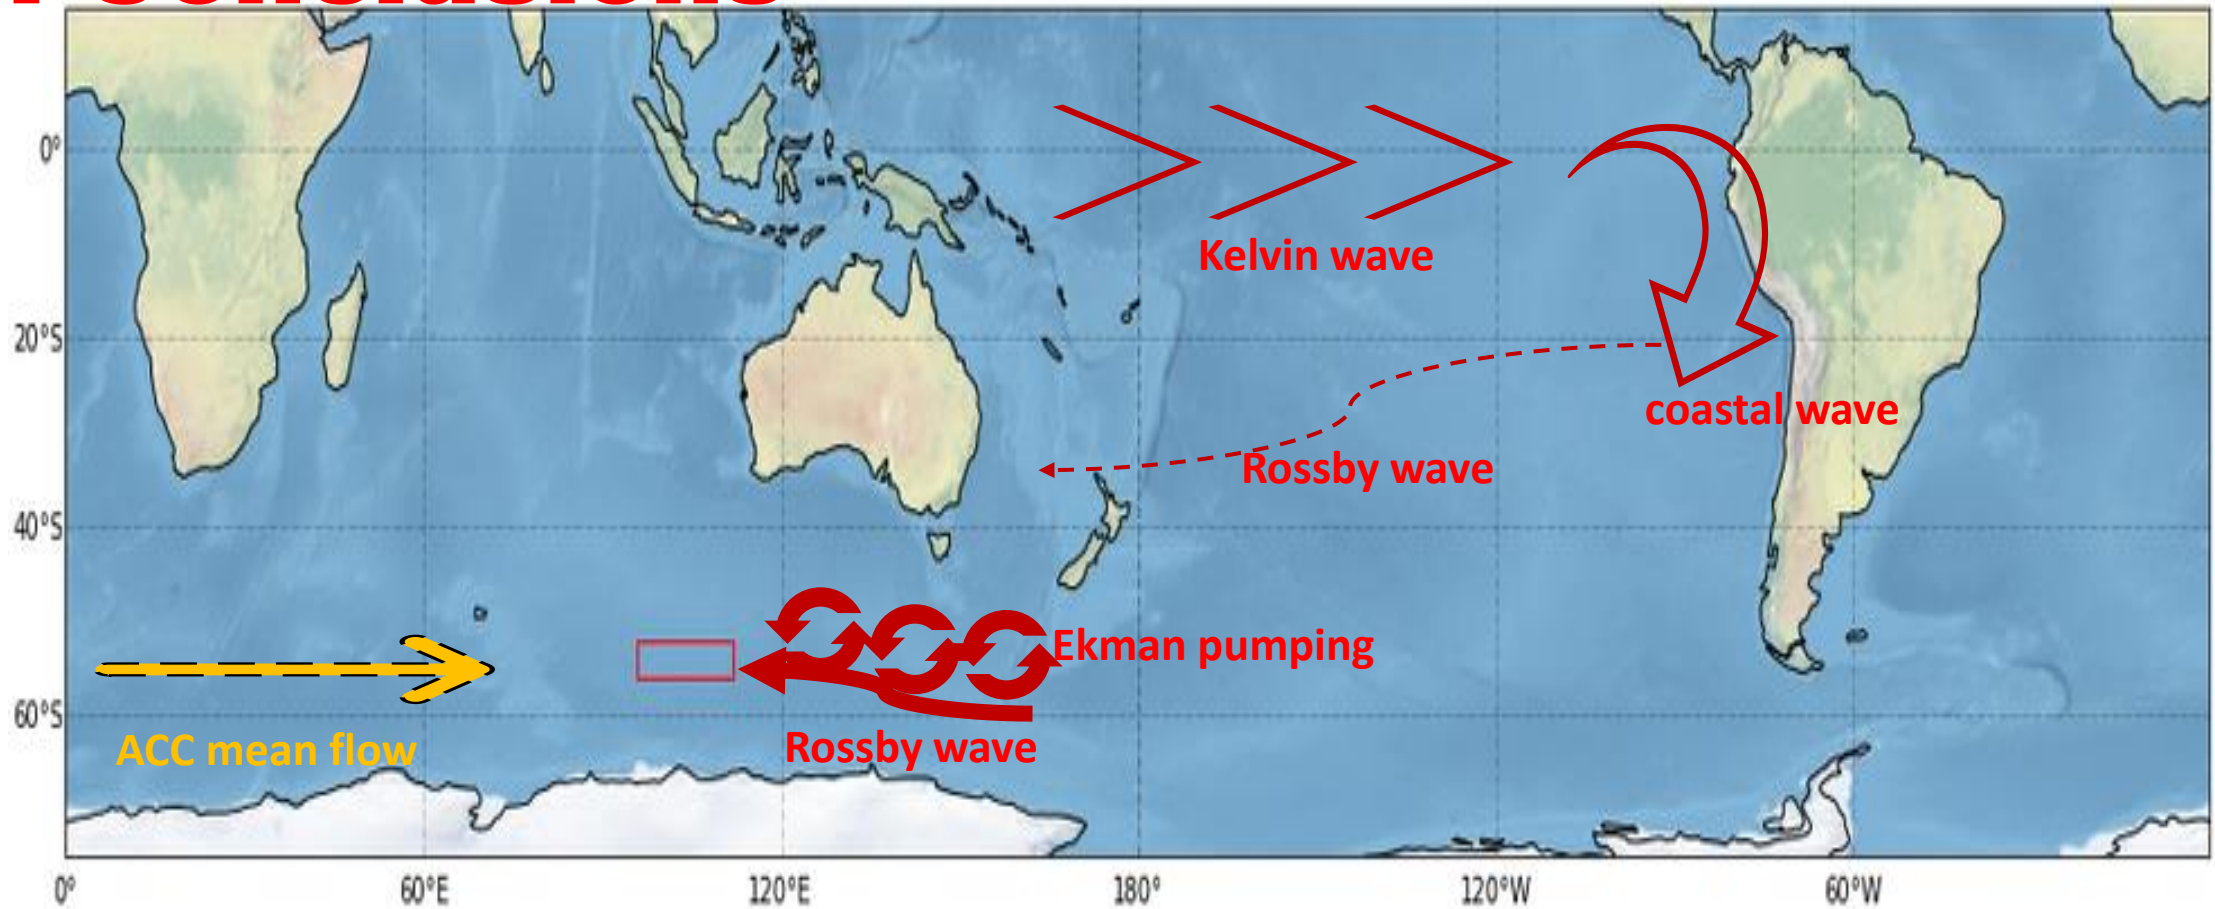 0°
20°S
40°S
60°S
Kelvin wave
coastal wave
Rossby wave
Ekman pumping
ACC mean flow
Rossby wave
0°
60°E
120°E
180°
120°W
60°W